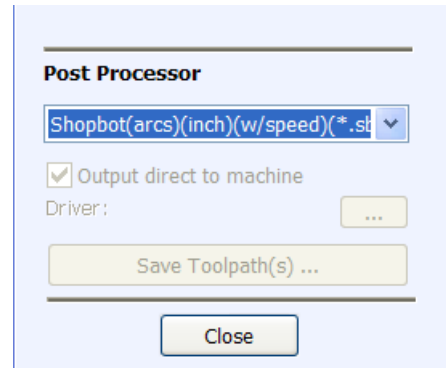 Post Processor
Shopbot(arcs)(inch)(w/speed)(*.sb
Output direct to machine
Driver:
...
Save Toolpath(s) ...
Close